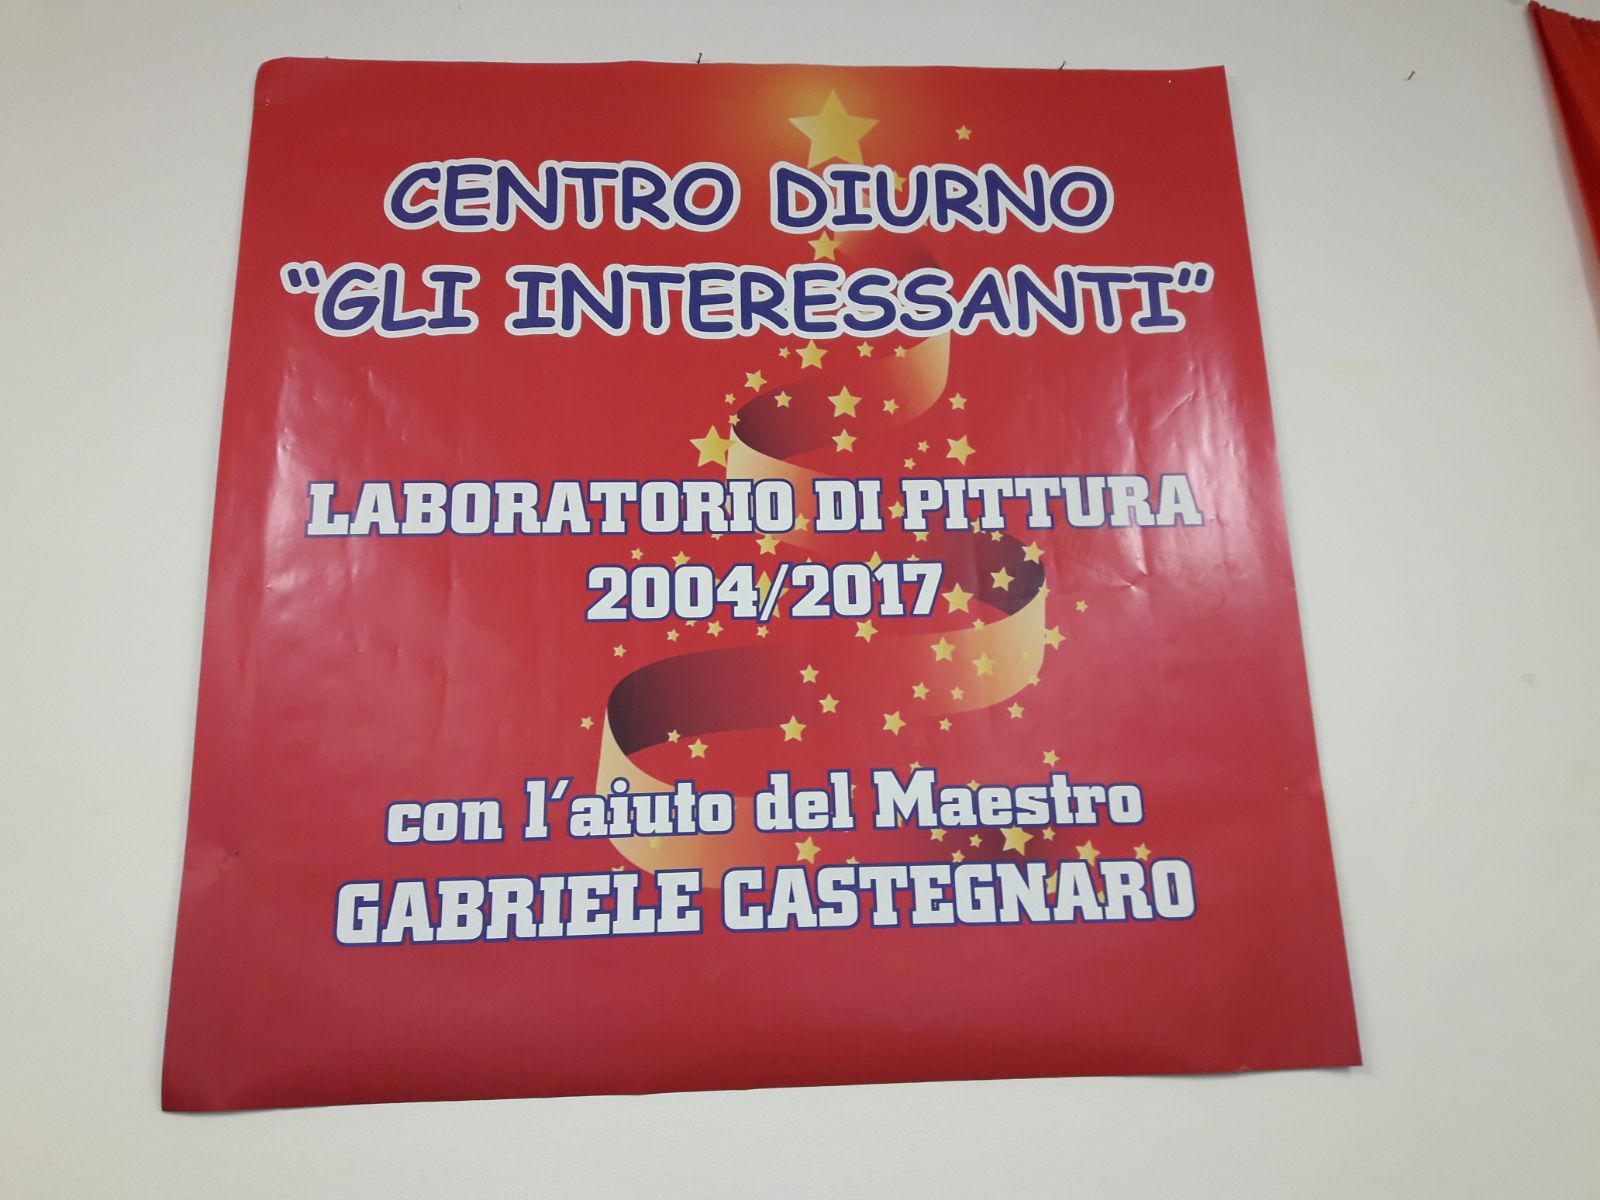 CENTRO DIURNO
“GLI INTERESSANTI”
LABORATORIO DI PITTURA
2004/2017
con l'aiuto del Maestro
GABRIELE CASTEGNARO